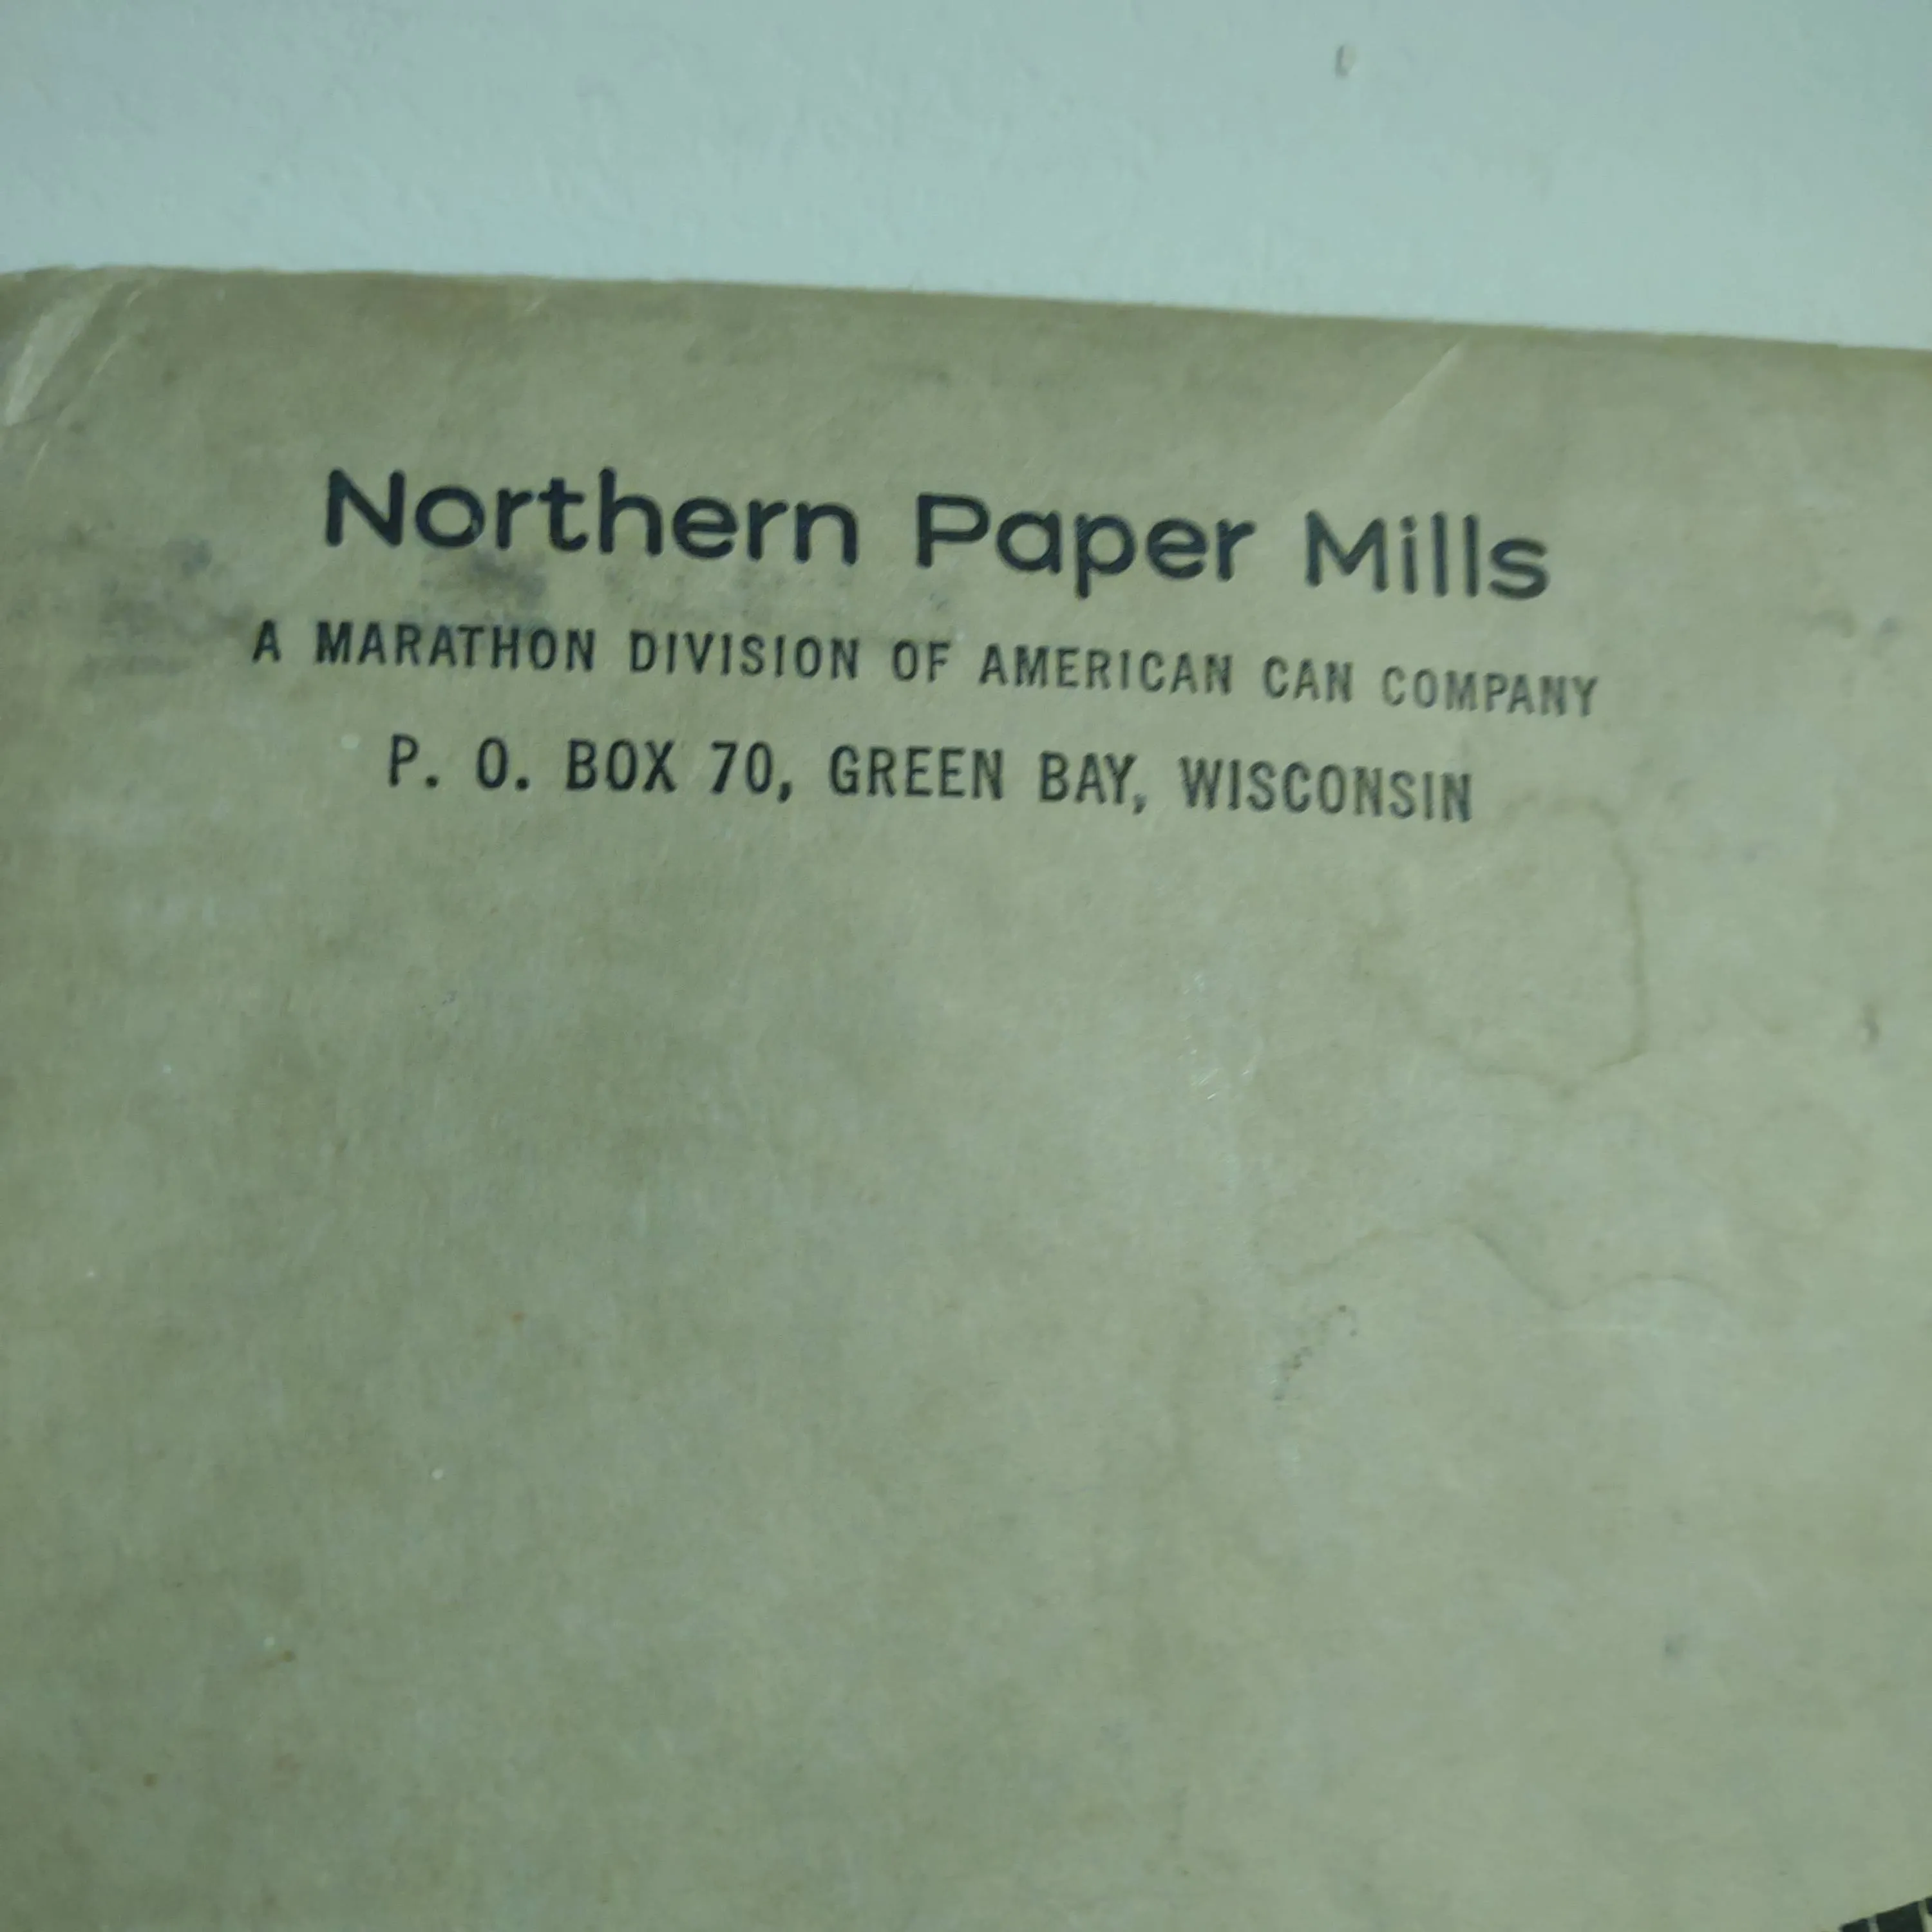 Northern Paper Mills
A MARATHON DIVISION OF AMERICAN CAN COMPANY
P. O. BOX 70, GREEN BAY, WISCONSIN